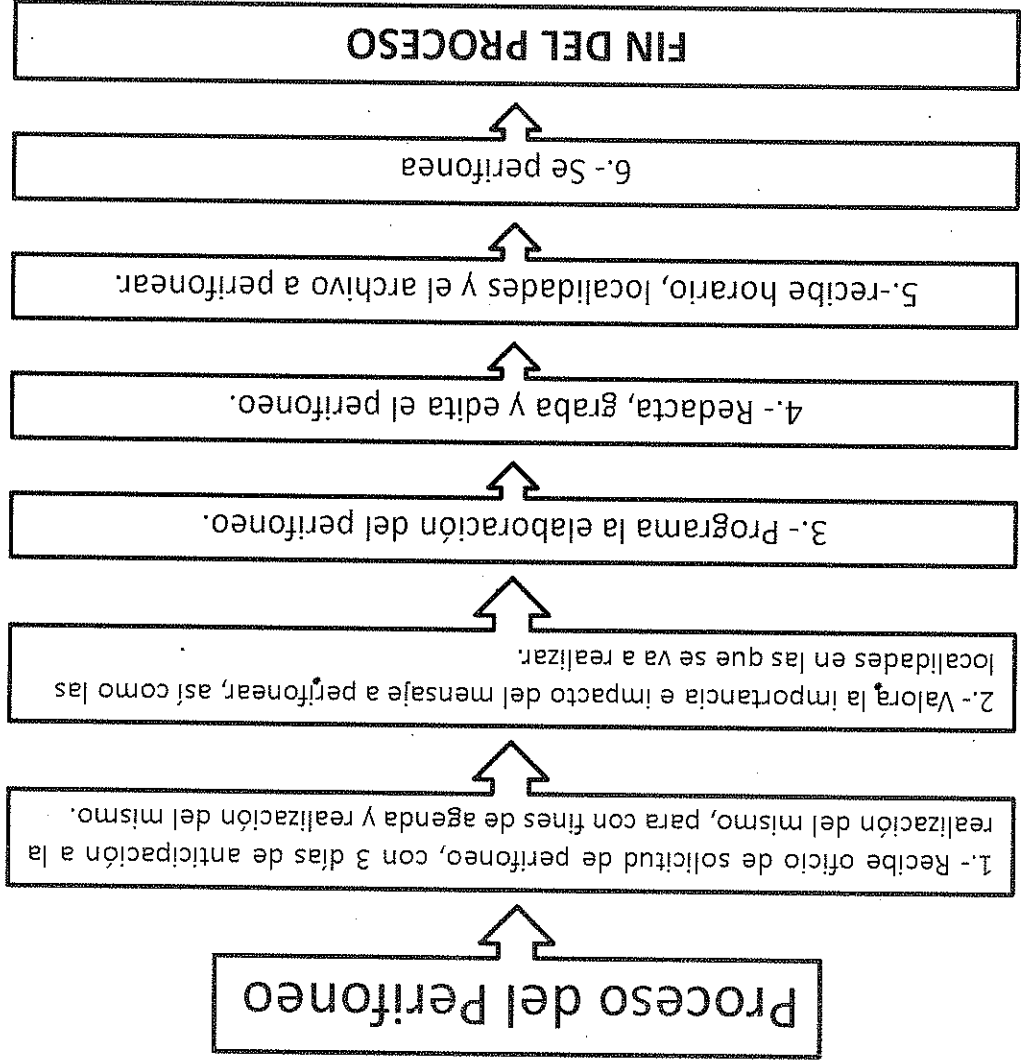 Proceso del Perifoneo
1.- Recibe oficio de solicitud de perifoneo, con 3 días de anticipación a la
realización del mismo, para con fines de agenda y realización del mismo.
2.- Valora la importancia e impacto del mensaje a perifonear, así como las
localidades en las que se va a realizar.
3.- Programa la elaboración del perifoneo.
4.- Redacta, graba y edita el perifoneo.
5.-recibe horario, localidades y el archivo a perifonear.
6.- Se perifonea
FIN DEL PROCESO